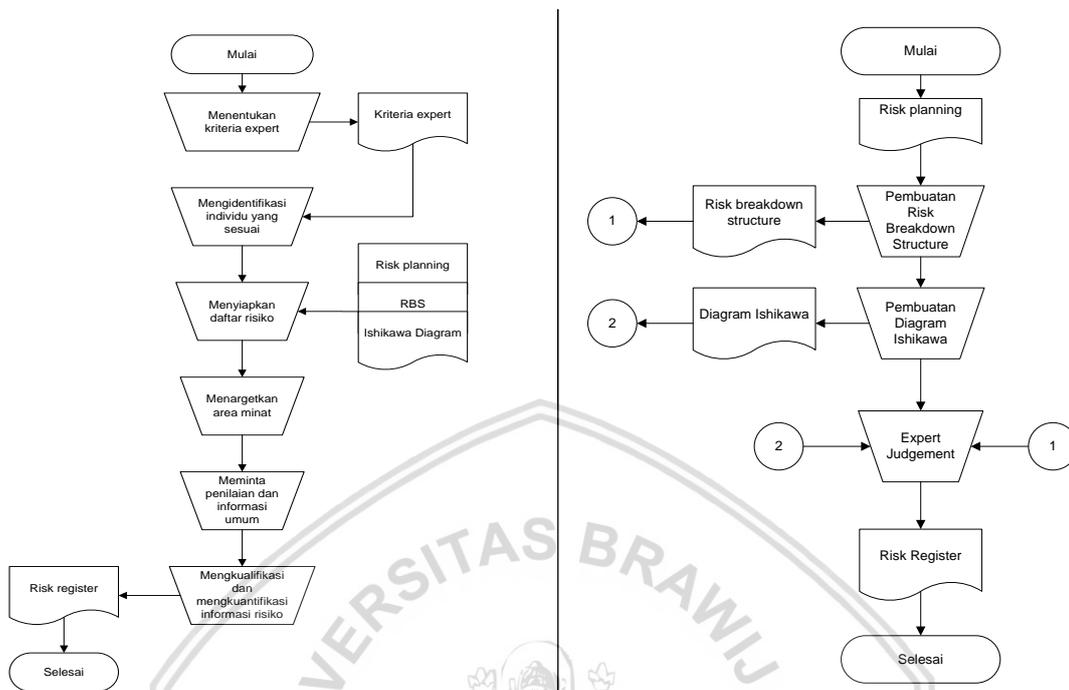 Mulai
Menentukan
kriteria expert
Kriteria expert
Mengidentifikasi
individu yang
sesuai
Risk planning
RBS
Ishikawa Diagram
Menyiapkan
daftar risiko
Menargetkan
area minat
Meminta
penilaian dan
informasi
umum
Mengkualifikasi
dan
mengkuantifikasi
informasi risiko
Risk register
Selesai
Mulai
Risk planning
Pembuatan
Risk
Breakdown
Structure
Risk breakdown
structure
1
Pembuatan
Diagram
Ishikawa
Diagram Ishikawa
2
2
Expert
Judgement
1
Risk Register
Selesai
VERSITAS BRAWIJ